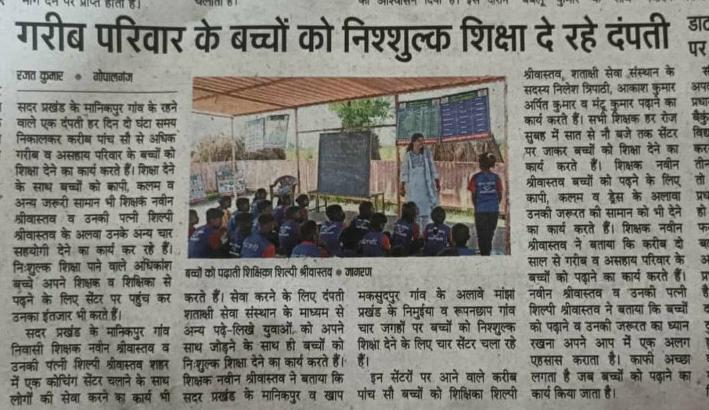 गरीब परिवार के बच्चों को निश्शुल्क शिक्षा दे रहे दंपती
रजत कुमार ● गोपालगंज
सदर प्रखंड के मानिकपुर गांव के रहने
वाले एक दंपती हर दिन दो घंटा समय
निकालकर करीब पांच सौ से अधिक
गरीब व असहाय परिवार के बच्चों को
शिक्षा देने का कार्य करते हैं। शिक्षा देने
के साथ बच्चों को कापी, कलम व
अन्य जरूरी सामान भी शिक्षक नवीन
श्रीवास्तव व उनकी पत्नी शिल्पी
श्रीवास्तव के अलवा उनके अन्य चार
सहयोगी देने का कार्य कर रहे हैं।
निःशुल्क शिक्षा पाने वाले अधिकांश
बच्चे अपने शिक्षक व शिक्षिका से
पढ़ने के लिए सेंटर पर पहुंच कर
उनका इंतजार भी करते हैं।
सदर प्रखंड के मानिकपुर गांव
निवासी शिक्षक नवीन श्रीवास्तव व
उनकी पत्नी शिल्पी श्रीवास्तव शहर
में एक कोचिंग सेंटर चलाने के साथ
लोगों की सेवा करने का कार्य भी
बच्चों को पढ़ाती शिक्षिका शिल्पी श्रीवास्तव ● जागरण
करते हैं। सेवा करने के लिए दंपती
शताक्षी सेवा संस्थान के माध्यम से
अन्य पढ़े-लिखे युवाओं को अपने
साथ जोड़ने के साथ ही बच्चों को
निःशुल्क शिक्षा देने का कार्य करते हैं।
शिक्षक नवीन श्रीवास्तव ने बताया कि
सदर प्रखंड के मानिकपुर व खाप
मकसुदपुर गांव के अलावे मांझा
प्रखंड के निमुईया व रूपनछाप गांव
चार जगहों पर बच्चों को निश्शुल्क
शिक्षा देने के लिए चार सेंटर चला रहे
हैं।
इन सेंटरों पर आने वाले करीब
पांच सौ बच्चों को शिक्षिका शिल्पी
श्रीवास्तव, शताक्षी सेवा संस्थान के
सदस्य निलेश त्रिपाठी, आकाश कुमार
अर्पित कुमार व मंटू कुमार पढ़ाने का
कार्य करते हैं। सभी शिक्षक हर रोज
सुबह में सात से नौ बजे तक सेंटर
पर जाकर बच्चों को शिक्षा देने का
कार्य करते हैं। शिक्षक नवीन
श्रीवास्तव बच्चों को पढ़ने के लिए
कापी, कलम व ड्रेस के अलावा
उनकी जरूरत की सामान को भी देने
का कार्य करते हैं। शिक्षक नवीन
श्रीवास्तव ने बताया कि करीब दो
साल से गरीब व असहाय परिवार के
बच्चों को पढ़ाने का कार्य करते हैं।
नवीन श्रीवास्तव व उनकी पत्नी
शिल्पी श्रीवास्तव ने बताया कि बच्चों
को पढ़ाने व उनकी जरूरत का ध्यान
रखना अपने आप में एक अलग
एहसास कराता है। काफी अच्छा
लगता है जब बच्चों को पढ़ाने का
कार्य किया जाता है।